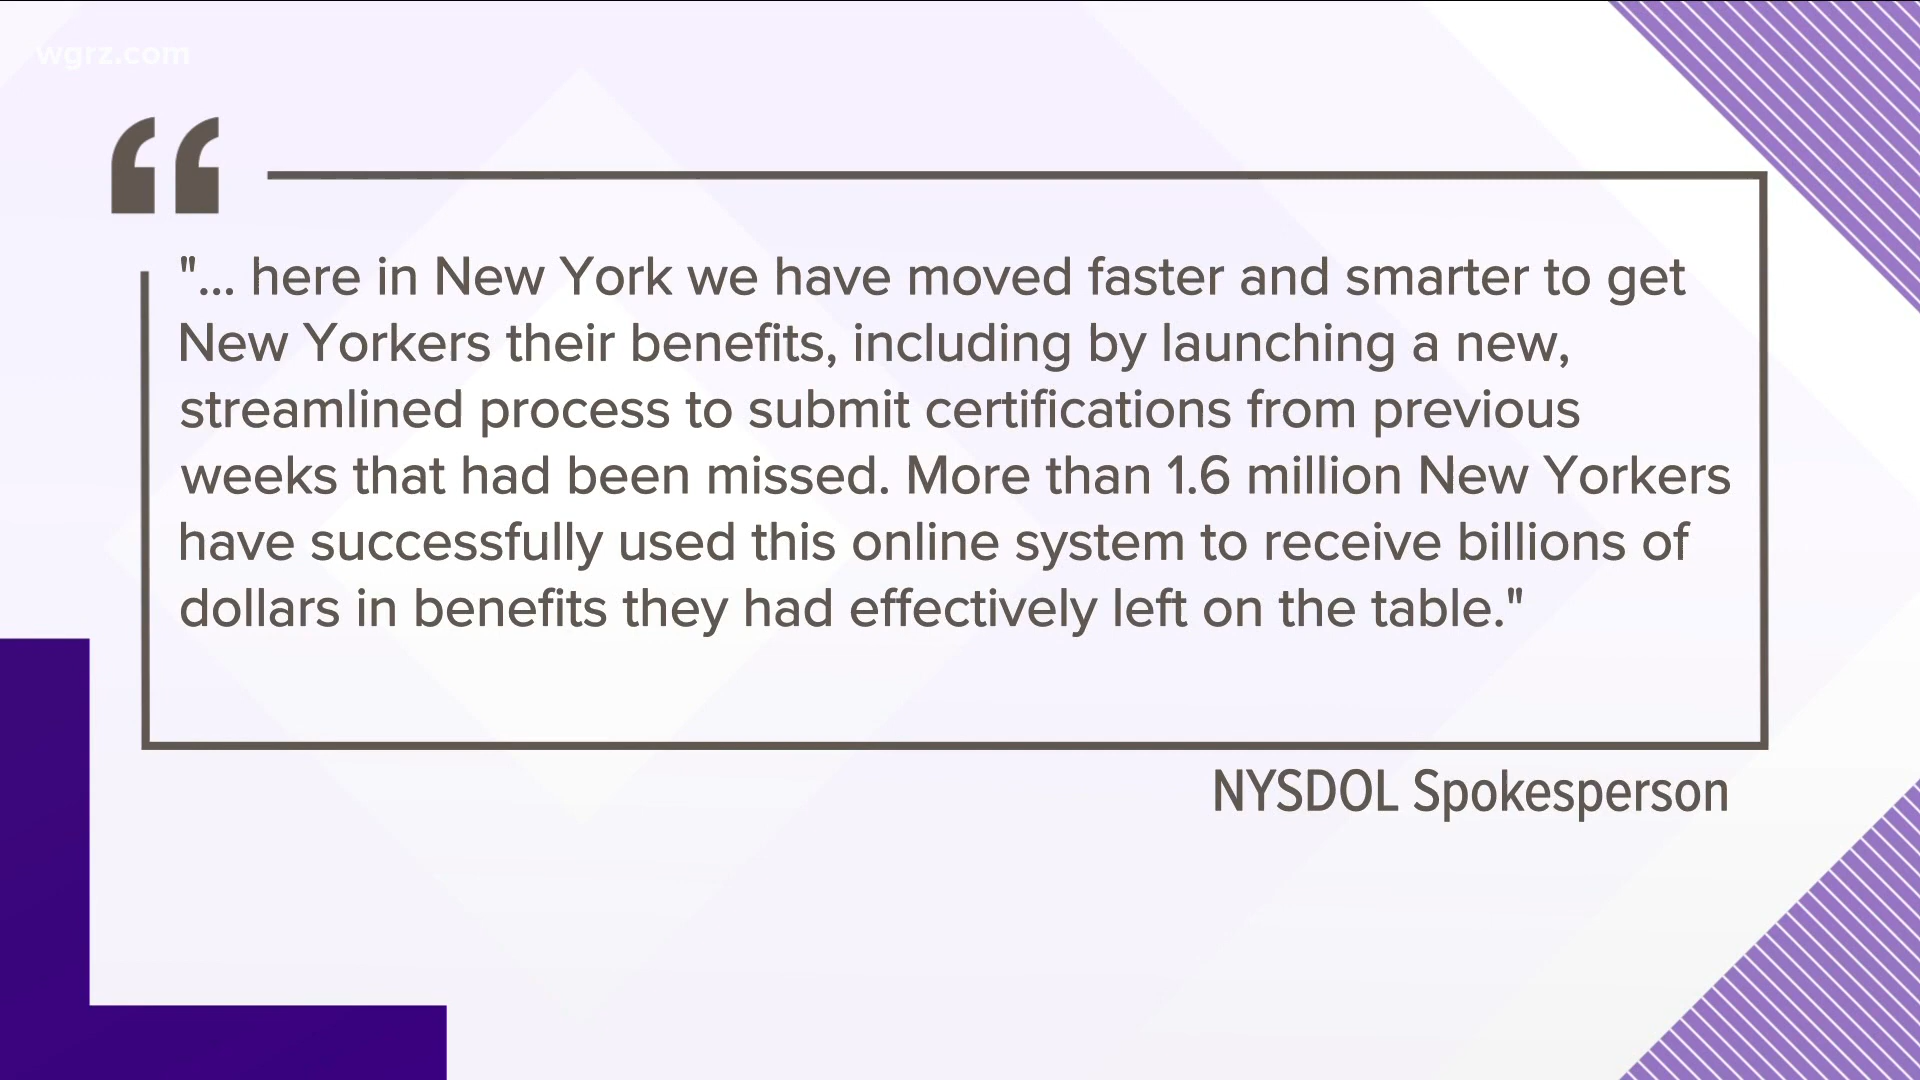 wgrz.com
"... here in New York we have moved faster and smarter to get
New Yorkers their benefits, including by launching a new,
streamlined process to submit certifications from previous
weeks that had been missed. More than 1.6 million New Yorkers
have successfully used this online system to receive billions of
dollars in benefits they had effectively left on the table."
NYSDOL Spokesperson